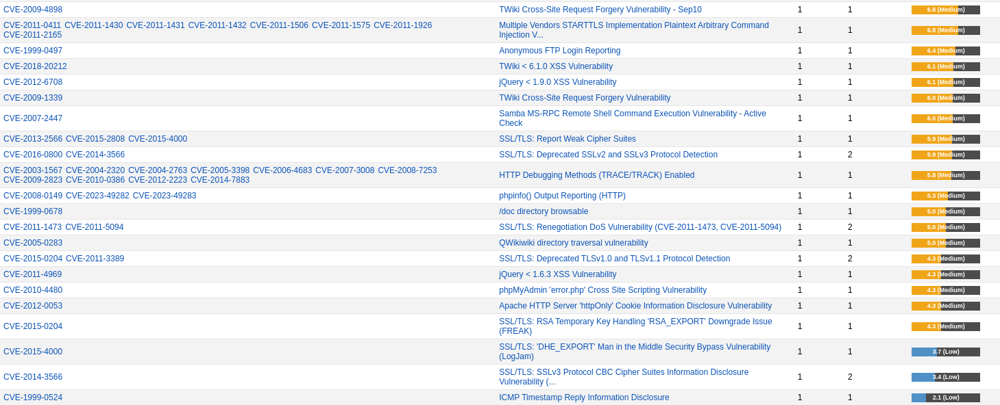 CVE-2009-4898 TWiki Cross-Site Request Forgery Vulnerability - Sep10 1 1 6.8 (Medium)
CVE-2011-0411 CVE-2011-1430 CVE-2011-1431 CVE-2011-1432 CVE-2011-1506 CVE-2011-1575 CVE-2011-1926 Multiple Vendors STARTTLS Implementation Plaintext Arbitrary Command 1 1 6.8 (Medium)
CVE-2011-2165 Injection V...
CVE-1999-0497 Anonymous FTP Login Reporting 1 1 6.4 (Medium)
CVE-2018-20212 TWiki < 6.1.0 XSS Vulnerability 1 1 6.1 (Medium)
CVE-2012-6708 jQuery < 1.9.0 XSS Vulnerability 1 1 6.1 (Medium)
CVE-2009-1339 TWiki Cross-Site Request Forgery Vulnerability 1 1 6.0 (Medium)
CVE-2007-2447 Samba MS-RPC Remote Shell Command Execution Vulnerability - Active 1 1 6.0 (Medium)
Check
CVE-2013-2566 CVE-2015-2808 CVE-2015-4000 SSL/TLS: Report Weak Cipher Suites 1 1 5.9 (Medium)
CVE-2016-0800 CVE-2014-3566 SSL/TLS: Deprecated SSLv2 and SSLv3 Protocol Detection 1 2 5.9 (Medium)
CVE-2003-1567 CVE-2004-2320 CVE-2004-2763 CVE-2005-3398 CVE-2006-4683 CVE-2007-3008 CVE-2008-7253 HTTP Debugging Methods (TRACE/TRACK) Enabled 1 1 5.8 (Medium)
CVE-2009-2823 CVE-2010-0386 CVE-2012-2223 CVE-2014-7883
CVE-2008-0149 CVE-2023-49282 CVE-2023-49283 phpinfo() Output Reporting (HTTP) 1 1 5.3 (Medium)
CVE-1999-0678 /doc directory browsable 1 1 5.0 (Medium)
CVE-2011-1473 CVE-2011-5094 SSL/TLS: Renegotiation DoS Vulnerability (CVE-2011-1473, CVE-2011-5094) 1 2 5.0 (Medium)
CVE-2005-0283 QWikiwiki directory traversal vulnerability 1 1 5.0 (Medium)
CVE-2015-0204 CVE-2011-3389 SSL/TLS: Deprecated TLSv1.0 and TLSv1.1 Protocol Detection 1 2 4.3 (Medium)
CVE-2011-4969 jQuery < 1.6.3 XSS Vulnerability 1 1 4.3 (Medium)
CVE-2010-4480 phpMyAdmin 'error.php' Cross Site Scripting Vulnerability 1 1 4.3 (Medium)
CVE-2012-0053 Apache HTTP Server 'httpOnly' Cookie Information Disclosure Vulnerability 1 1 4.3 (Medium)
CVE-2015-0204 SSL/TLS: RSA Temporary Key Handling 'RSA_EXPORT' Downgrade Issue 1 1 4.3 (Medium)
(FREAK)
CVE-2015-4000 SSL/TLS: 'DHE_EXPORT' Man in the Middle Security Bypass Vulnerability 1 1 3.7 (Low)
(LogJam)
CVE-2014-3566 SSL/TLS: SSLv3 Protocol CBC Cipher Suites Information Disclosure 1 2 3.4 (Low)
Vulnerability (...
CVE-1999-0524 ICMP Timestamp Reply Information Disclosure 1 1 2.1 (Low)